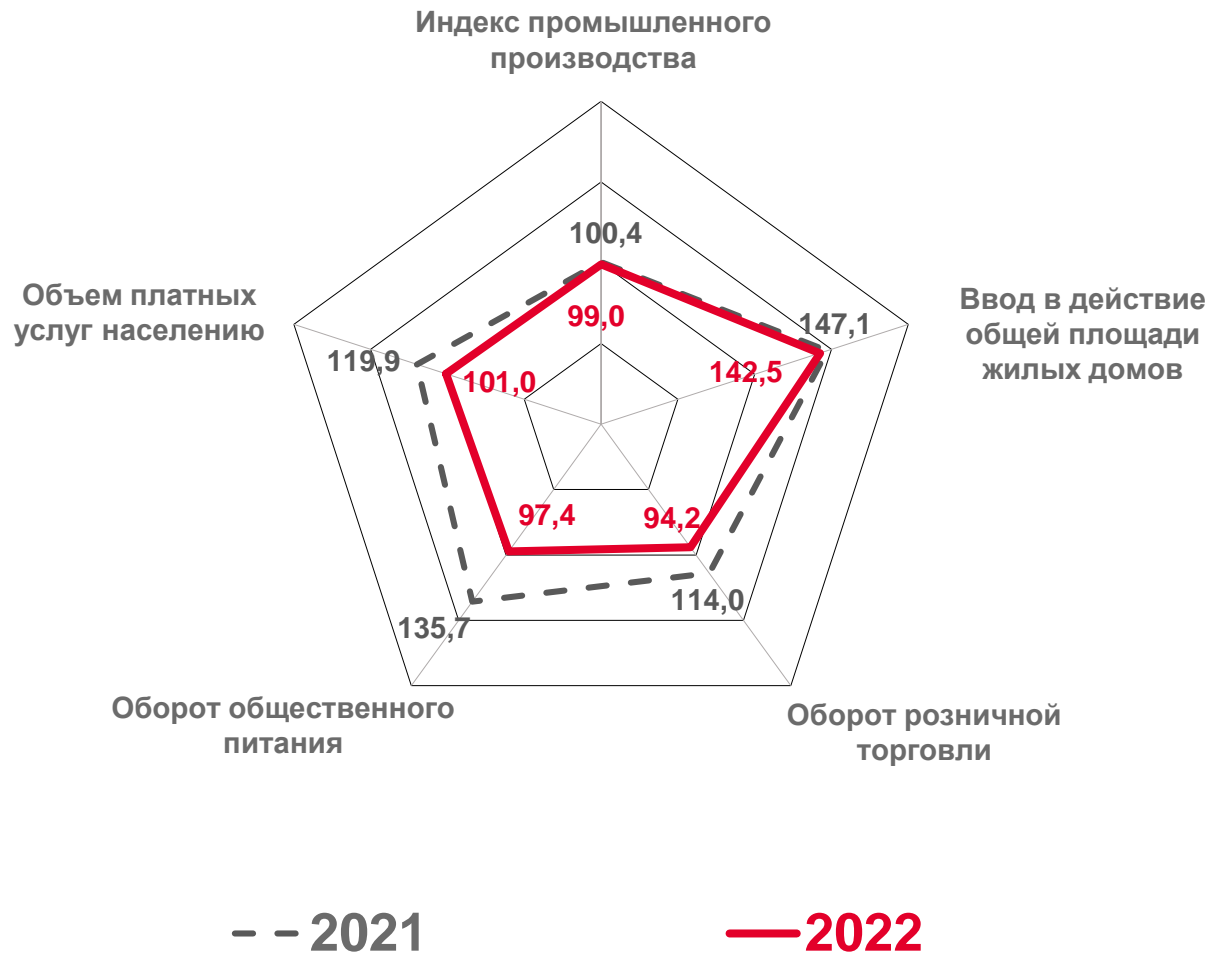 Индекс промышленного
производства
100,4
99,0
Ввод в действие
общей площади
жилых домов
147,1
142,5
Объем платных
услуг населению
119,9
101,0
97,4
94,2
114,0
135,7
Оборот общественного
питания
Оборот розничной
торговли
2021
2022